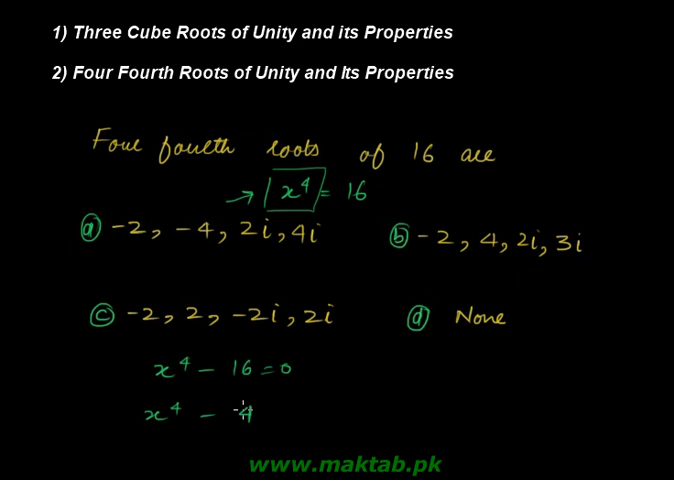 1) Three Cube Roots of Unity and its Properties
2) Four Fourth Roots of Unity and Its Properties
Four fourth roots of 16 are
→ x⁴ = 16
ⓐ -2, -4, 2i, 4i ⓑ -2, 4, 2i, 3i
ⓒ -2, 2, -2i, 2i ⓓ None
x⁴ - 16 = 0
x⁴ - 4
www.maktab.pk